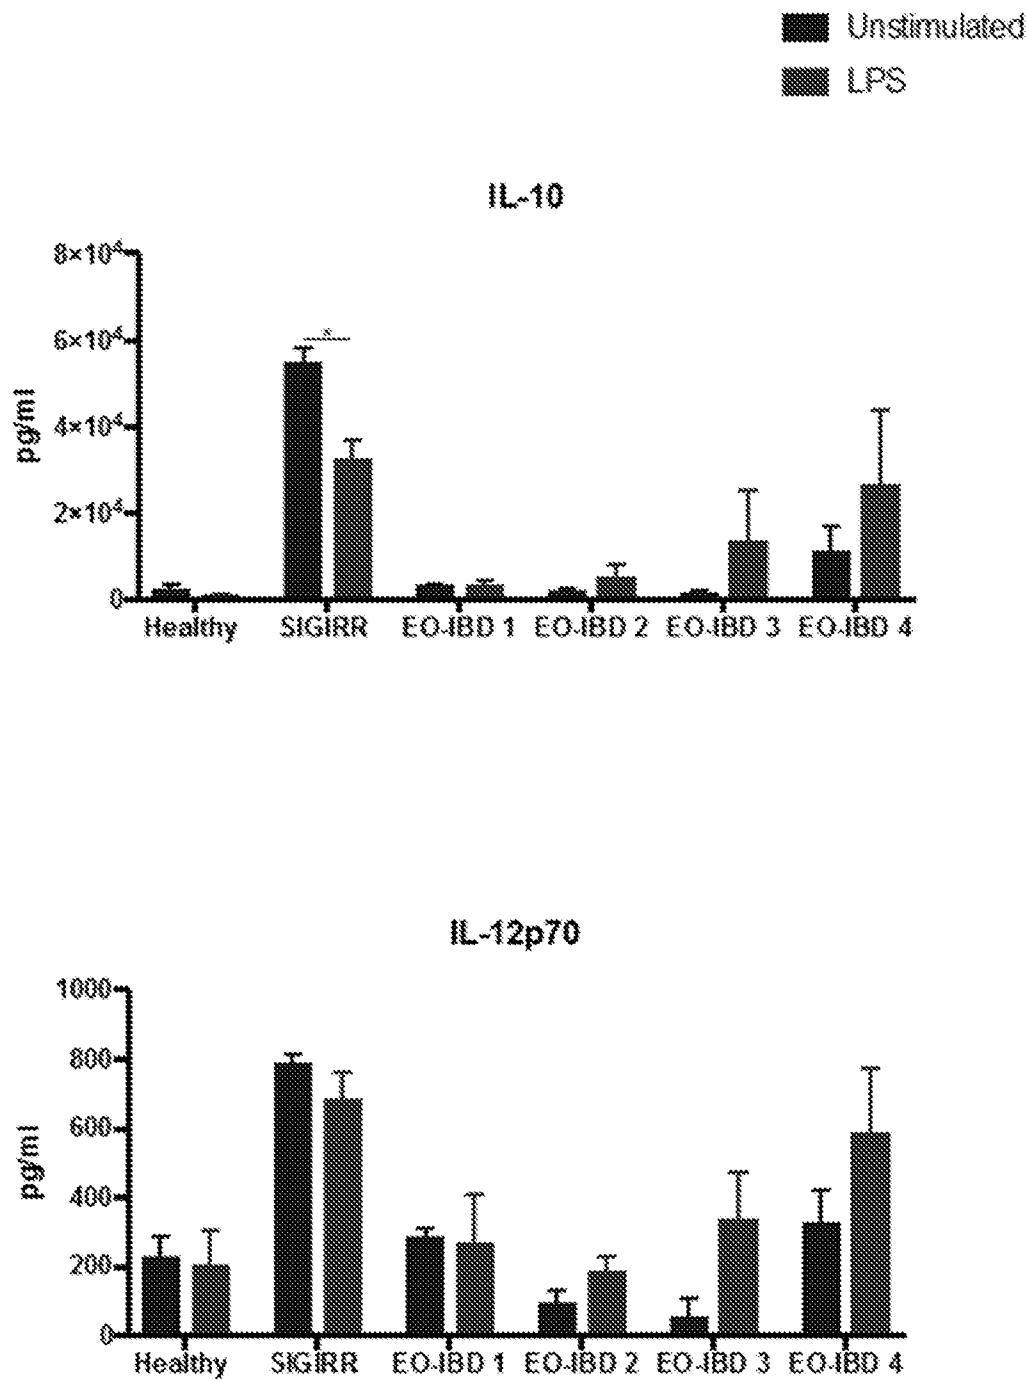 Unstimulated
LPS
IL-10
8×10⁴
6×10⁴
*
4×10⁴
pg/ml
2×10⁴
0
Healthy SIGIRR EO-IBD 1 EO-IBD 2 EO-IBD 3 EO-IBD 4
IL-12p70
1000
800
600
pg/ml
400
200
0
Healthy SIGIRR EO-IBD 1 EO-IBD 2 EO-IBD 3 EO-IBD 4